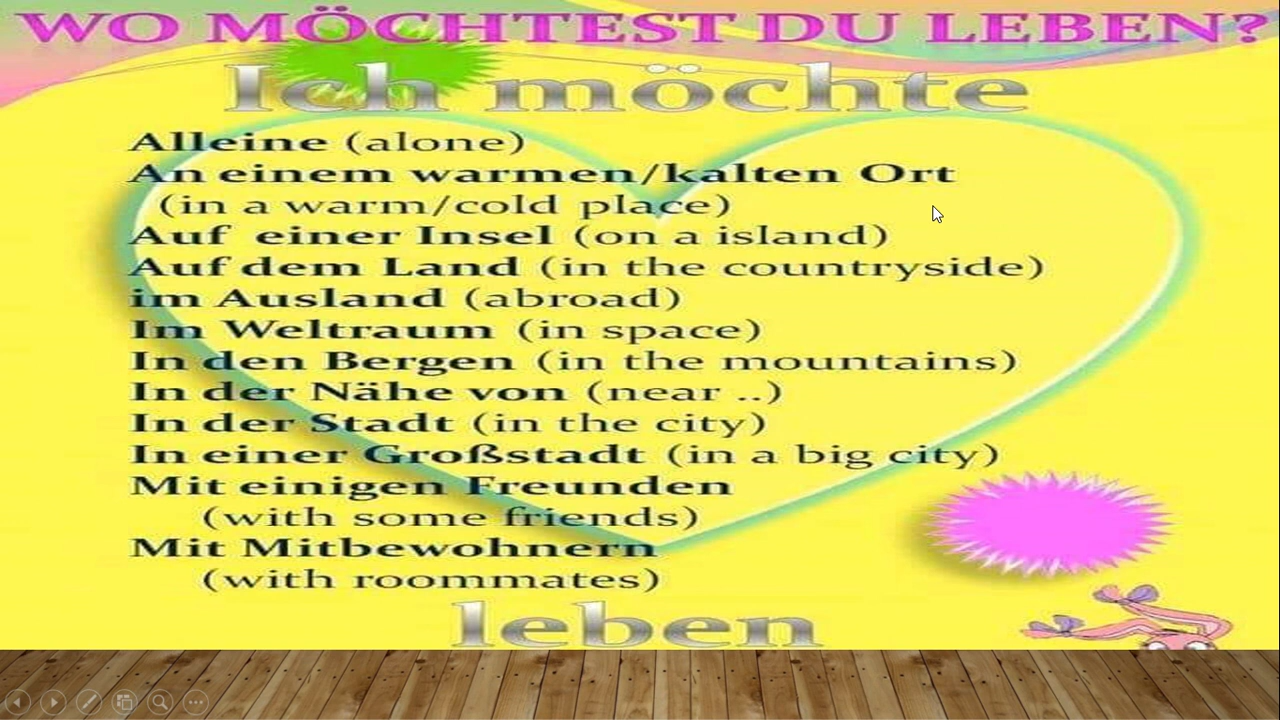 WO MÖCHTEST DU LEBEN?
Ich möchte
Alleine (alone)
An einem warmen/kalten Ort
(in a warm/cold place)
Auf einer Insel (on a island)
Auf dem Land (in the countryside)
im Ausland (abroad)
Im Weltraum (in space)
In den Bergen (in the mountains)
In der Nähe von (near ..)
In der Stadt (in the city)
In einer Großstadt (in a big city)
Mit einigen Freunden
(with some friends)
Mit Mitbewohnern
(with roommates)
leben